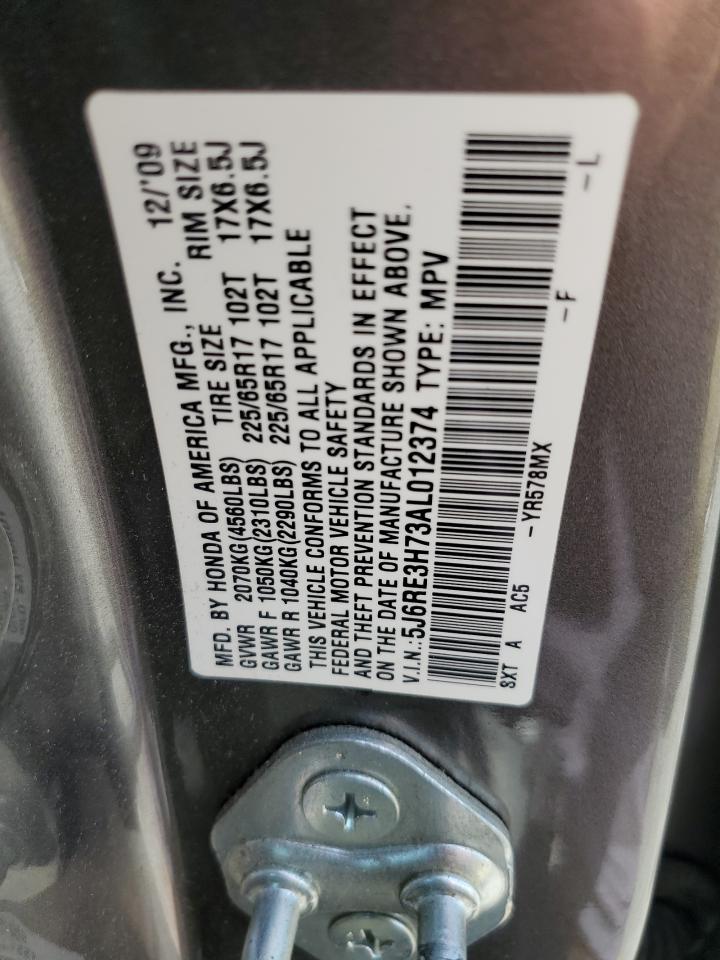 MFD. BY HONDA OF AMERICA MFG., INC. 12/'09
GVWR 2070KG(4560LBS) TIRE SIZE RIM SIZE
GAWR F 1050KG(2310LBS) 225/65R17 102T 17X6.5J
GAWR R 1040KG(2290LBS) 225/65R17 102T 17X6.5J
THIS VEHICLE CONFORMS TO ALL APPLICABLE
FEDERAL MOTOR VEHICLE SAFETY
AND THEFT PREVENTION STANDARDS IN EFFECT
ON THE DATE OF MANUFACTURE SHOWN ABOVE.
V.I.N.:5J6RE3H73AL012374 TYPE: MPV
SXT A AC5 -YR578MX -F -L